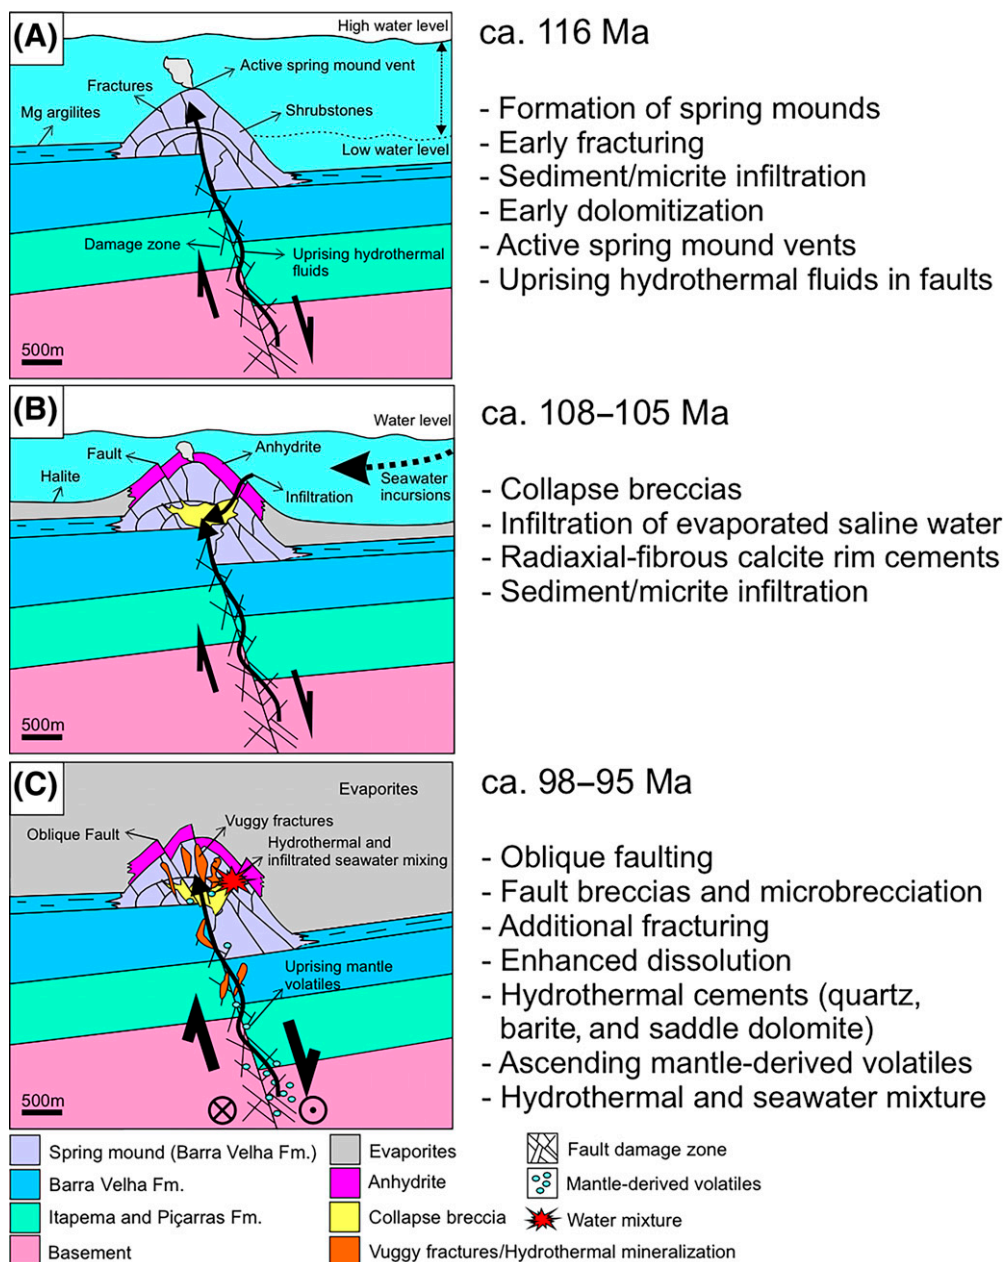 (A)
High water level
Active spring mound vent
Fractures
Shrubstones
Mg argilites
Low water level
Damage zone
Uprising hydrothermal
fluids
500m
ca. 116 Ma
- Formation of spring mounds
- Early fracturing
- Sediment/micrite infiltration
- Early dolomitization
- Active spring mound vents
- Uprising hydrothermal fluids in faults
(B)
Water level
Fault
Anhydrite
Halite
Seawater
incursions
Infiltration
500m
ca. 108–105 Ma
- Collapse breccias
- Infiltration of evaporated saline water
- Radiaxial-fibrous calcite rim cements
- Sediment/micrite infiltration
(C)
Evaporites
Oblique Fault
Vuggy fractures
Hydrothermal and
infiltrated seawater mixing
Uprising mantle
volatiles
500m
ca. 98–95 Ma
- Oblique faulting
- Fault breccias and microbrecciation
- Additional fracturing
- Enhanced dissolution
- Hydrothermal cements (quartz,
barite, and saddle dolomite)
- Ascending mantle-derived volatiles
- Hydrothermal and seawater mixture
Spring mound (Barra Velha Fm.)
Barra Velha Fm.
Itapema and Piçarras Fm.
Basement
Evaporites
Anhydrite
Collapse breccia
Vuggy fractures/Hydrothermal mineralization
Fault damage zone
Mantle-derived volatiles
Water mixture